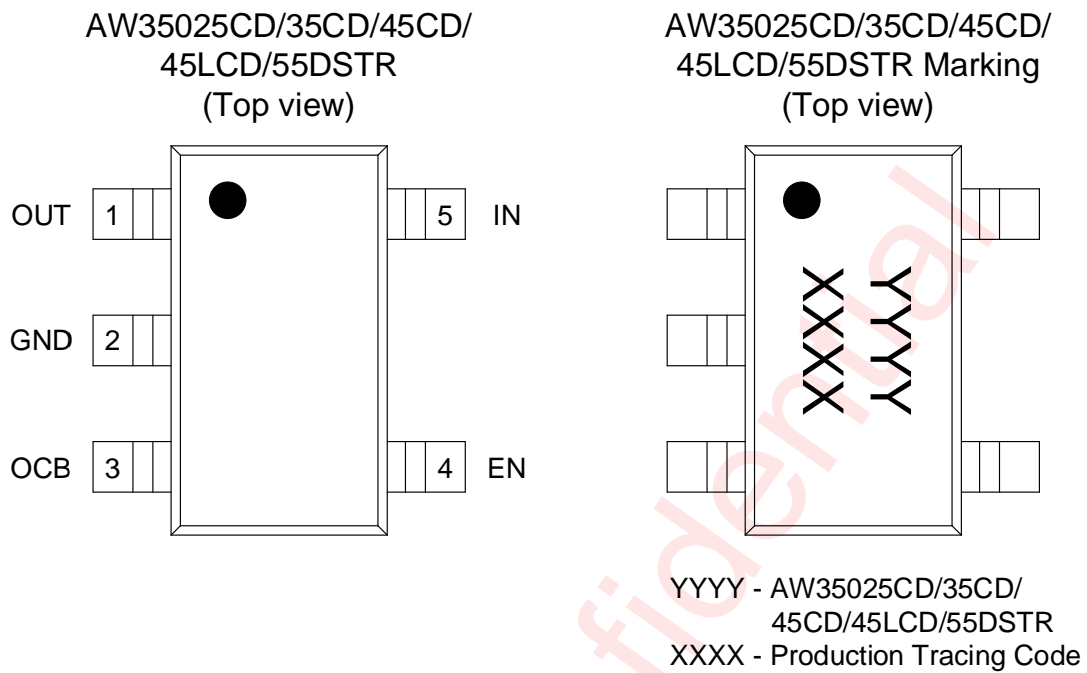 AW35025CD/35CD/45CD/
45LCD/55DSTR
(Top view)
OUT 1
5 IN
GND 2
OCB 3
4 EN
AW35025CD/35CD/45CD/
45LCD/55DSTR Marking
(Top view)
YYYY
XXXX
YYYY - AW35025CD/35CD/
45CD/45LCD/55DSTR
XXXX - Production Tracing Code
fidential